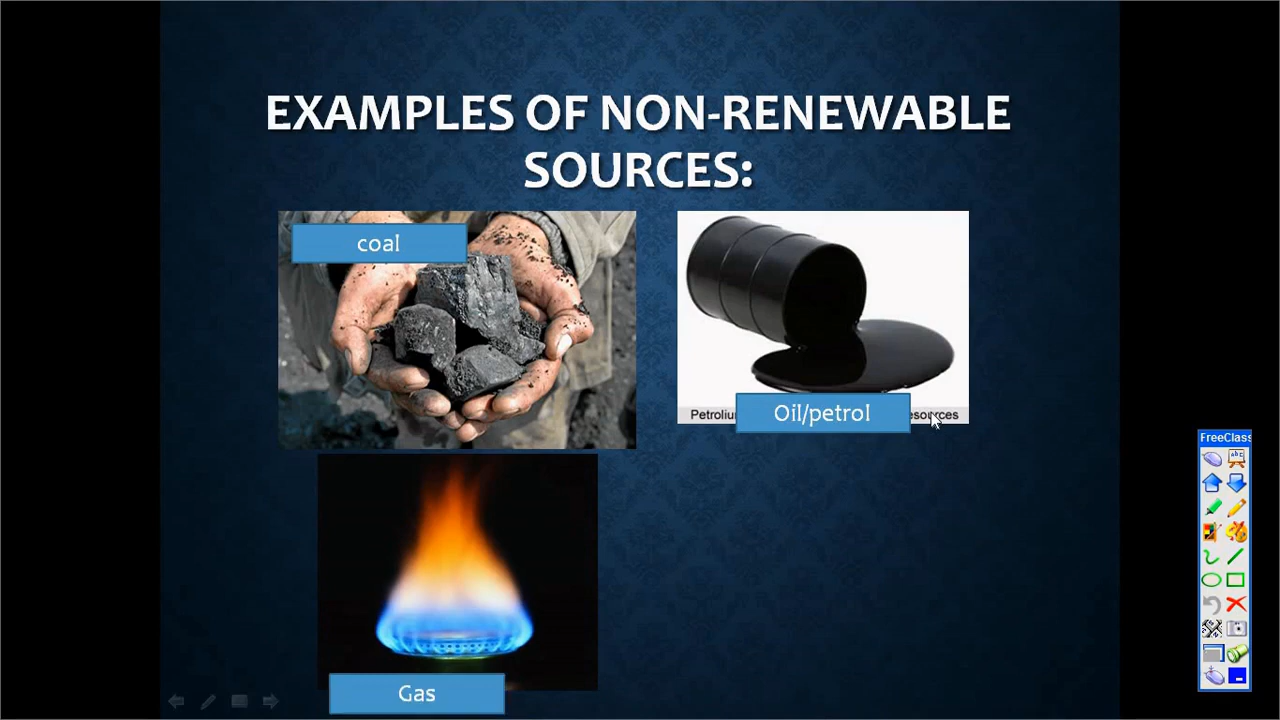 EXAMPLES OF NON-RENEWABLE
SOURCES:
coal
Oil/petrol
Gas
FreeClass